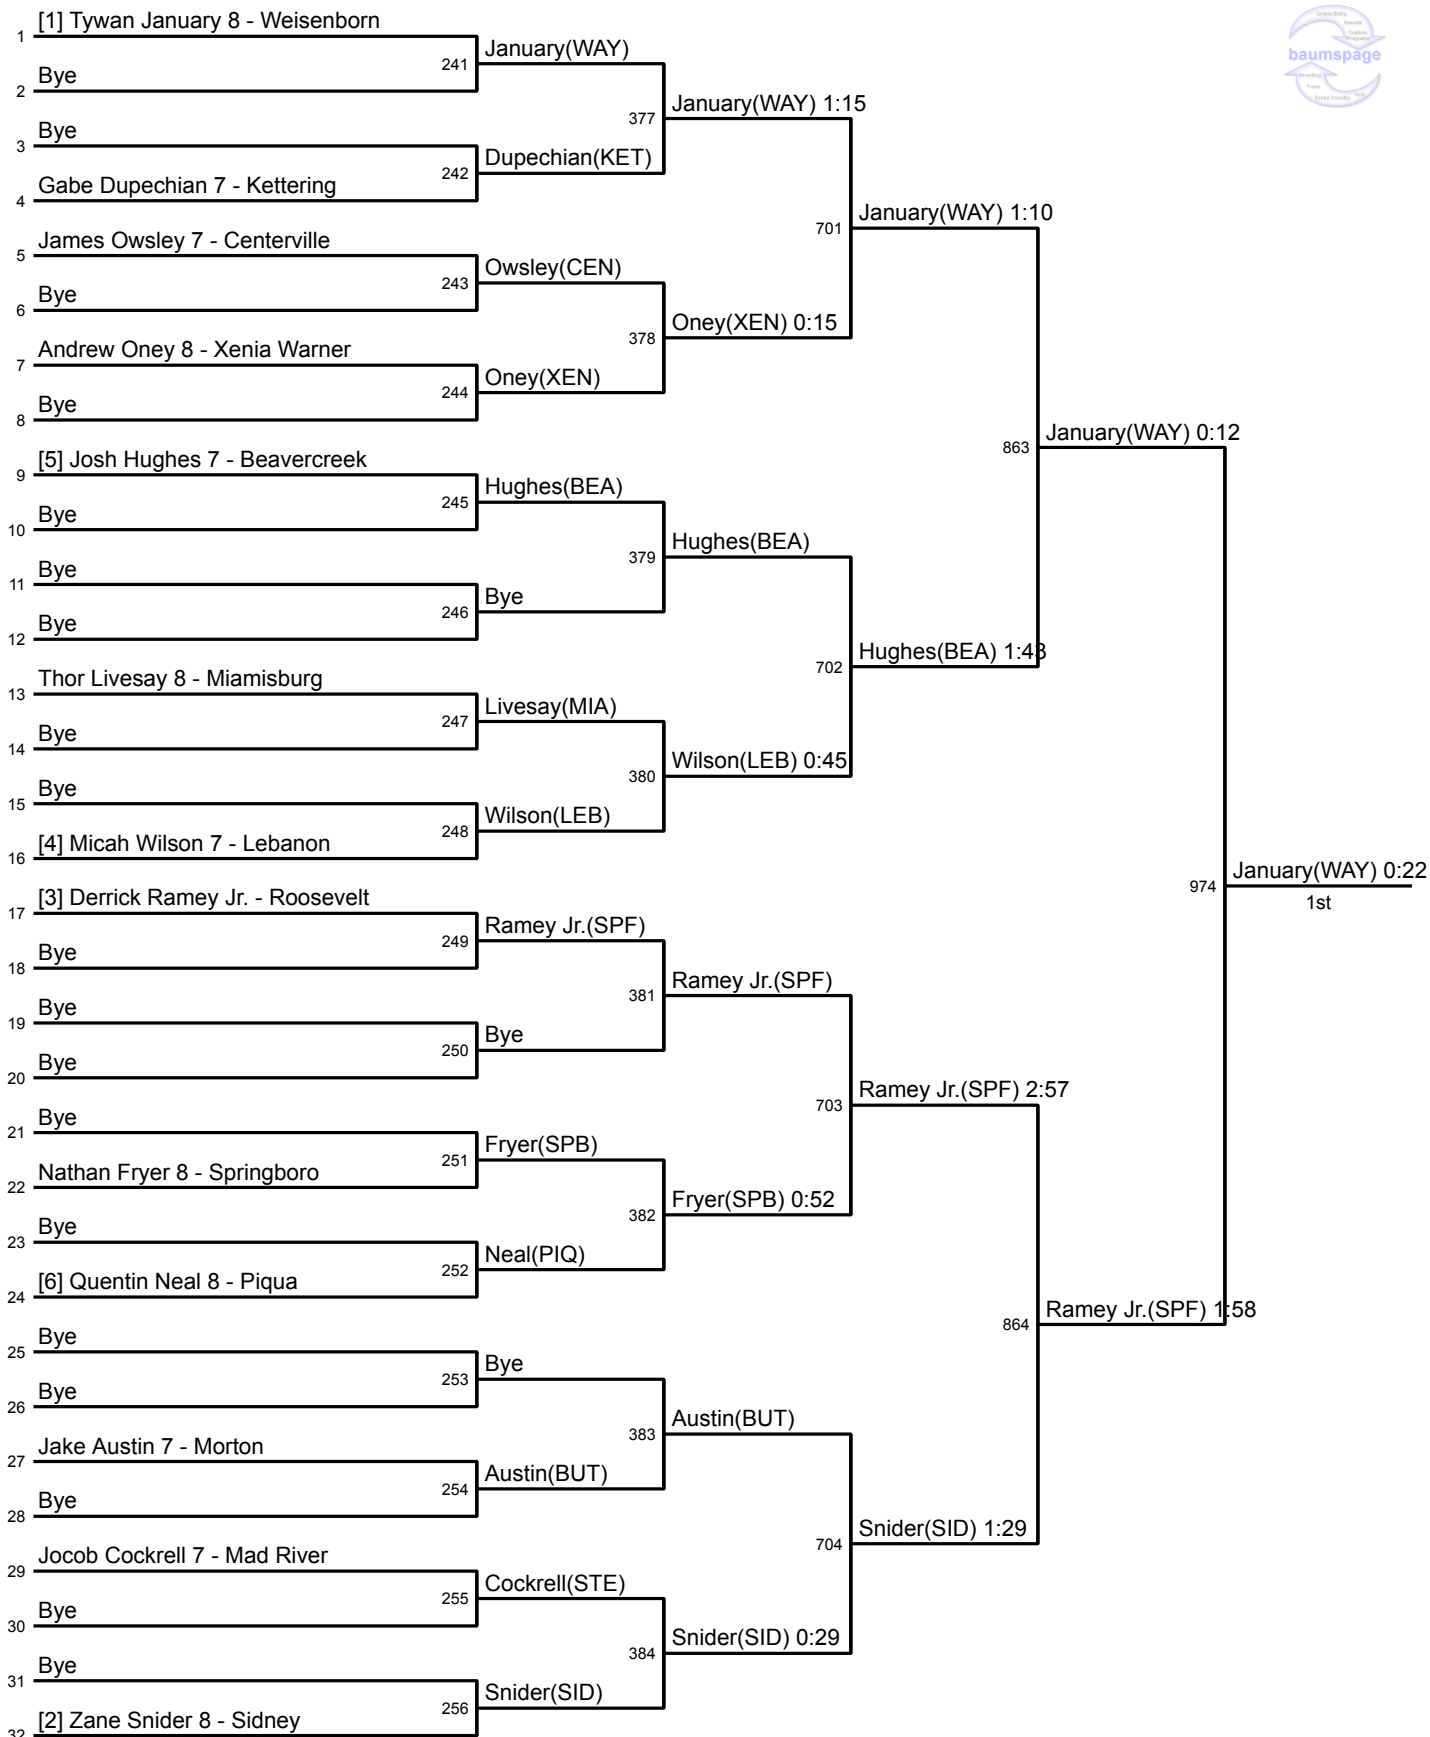 [1] Tywan January 8 - Weisenborn
1
January(WAY)
241
Bye
2
January(WAY) 1:15
377
Bye
3
Dupechian(KET)
242
Gabe Dupechian 7 - Kettering
4
January(WAY) 1:10
701
James Owsley 7 - Centerville
5
Owsley(CEN)
243
Bye
6
Oney(XEN) 0:15
378
Andrew Oney 8 - Xenia Warner
7
Oney(XEN)
244
Bye
8
January(WAY) 0:12
863
[5] Josh Hughes 7 - Beavercreek
9
Hughes(BEA)
245
Bye
10
Hughes(BEA)
379
Bye
11
Bye
246
Bye
12
Hughes(BEA) 1:43
702
Thor Livesay 8 - Miamisburg
13
Livesay(MIA)
247
Bye
14
Wilson(LEB) 0:45
380
Bye
15
Wilson(LEB)
248
[4] Micah Wilson 7 - Lebanon
16
January(WAY) 0:22
974
1st
[3] Derrick Ramey Jr. - Roosevelt
17
Ramey Jr.(SPF)
249
Bye
18
Ramey Jr.(SPF)
381
Bye
19
Bye
250
Bye
20
Ramey Jr.(SPF) 2:57
703
Bye
21
Fryer(SPB)
251
Nathan Fryer 8 - Springboro
22
Fryer(SPB) 0:52
382
Bye
23
Neal(PIQ)
252
[6] Quentin Neal 8 - Piqua
24
Ramey Jr.(SPF) 1:58
864
Bye
25
Bye
253
Bye
26
Austin(BUT)
383
Jake Austin 7 - Morton
27
Austin(BUT)
254
Bye
28
Snider(SID) 1:29
704
Jocob Cockrell 7 - Mad River
29
Cockrell(STE)
255
Bye
30
Snider(SID) 0:29
384
Bye
31
Snider(SID)
256
[2] Zane Snider 8 - Sidney
32
Online Entry
Results
Custom
Programs
baumspage
Wrestling
Track
Cross Country
Golf